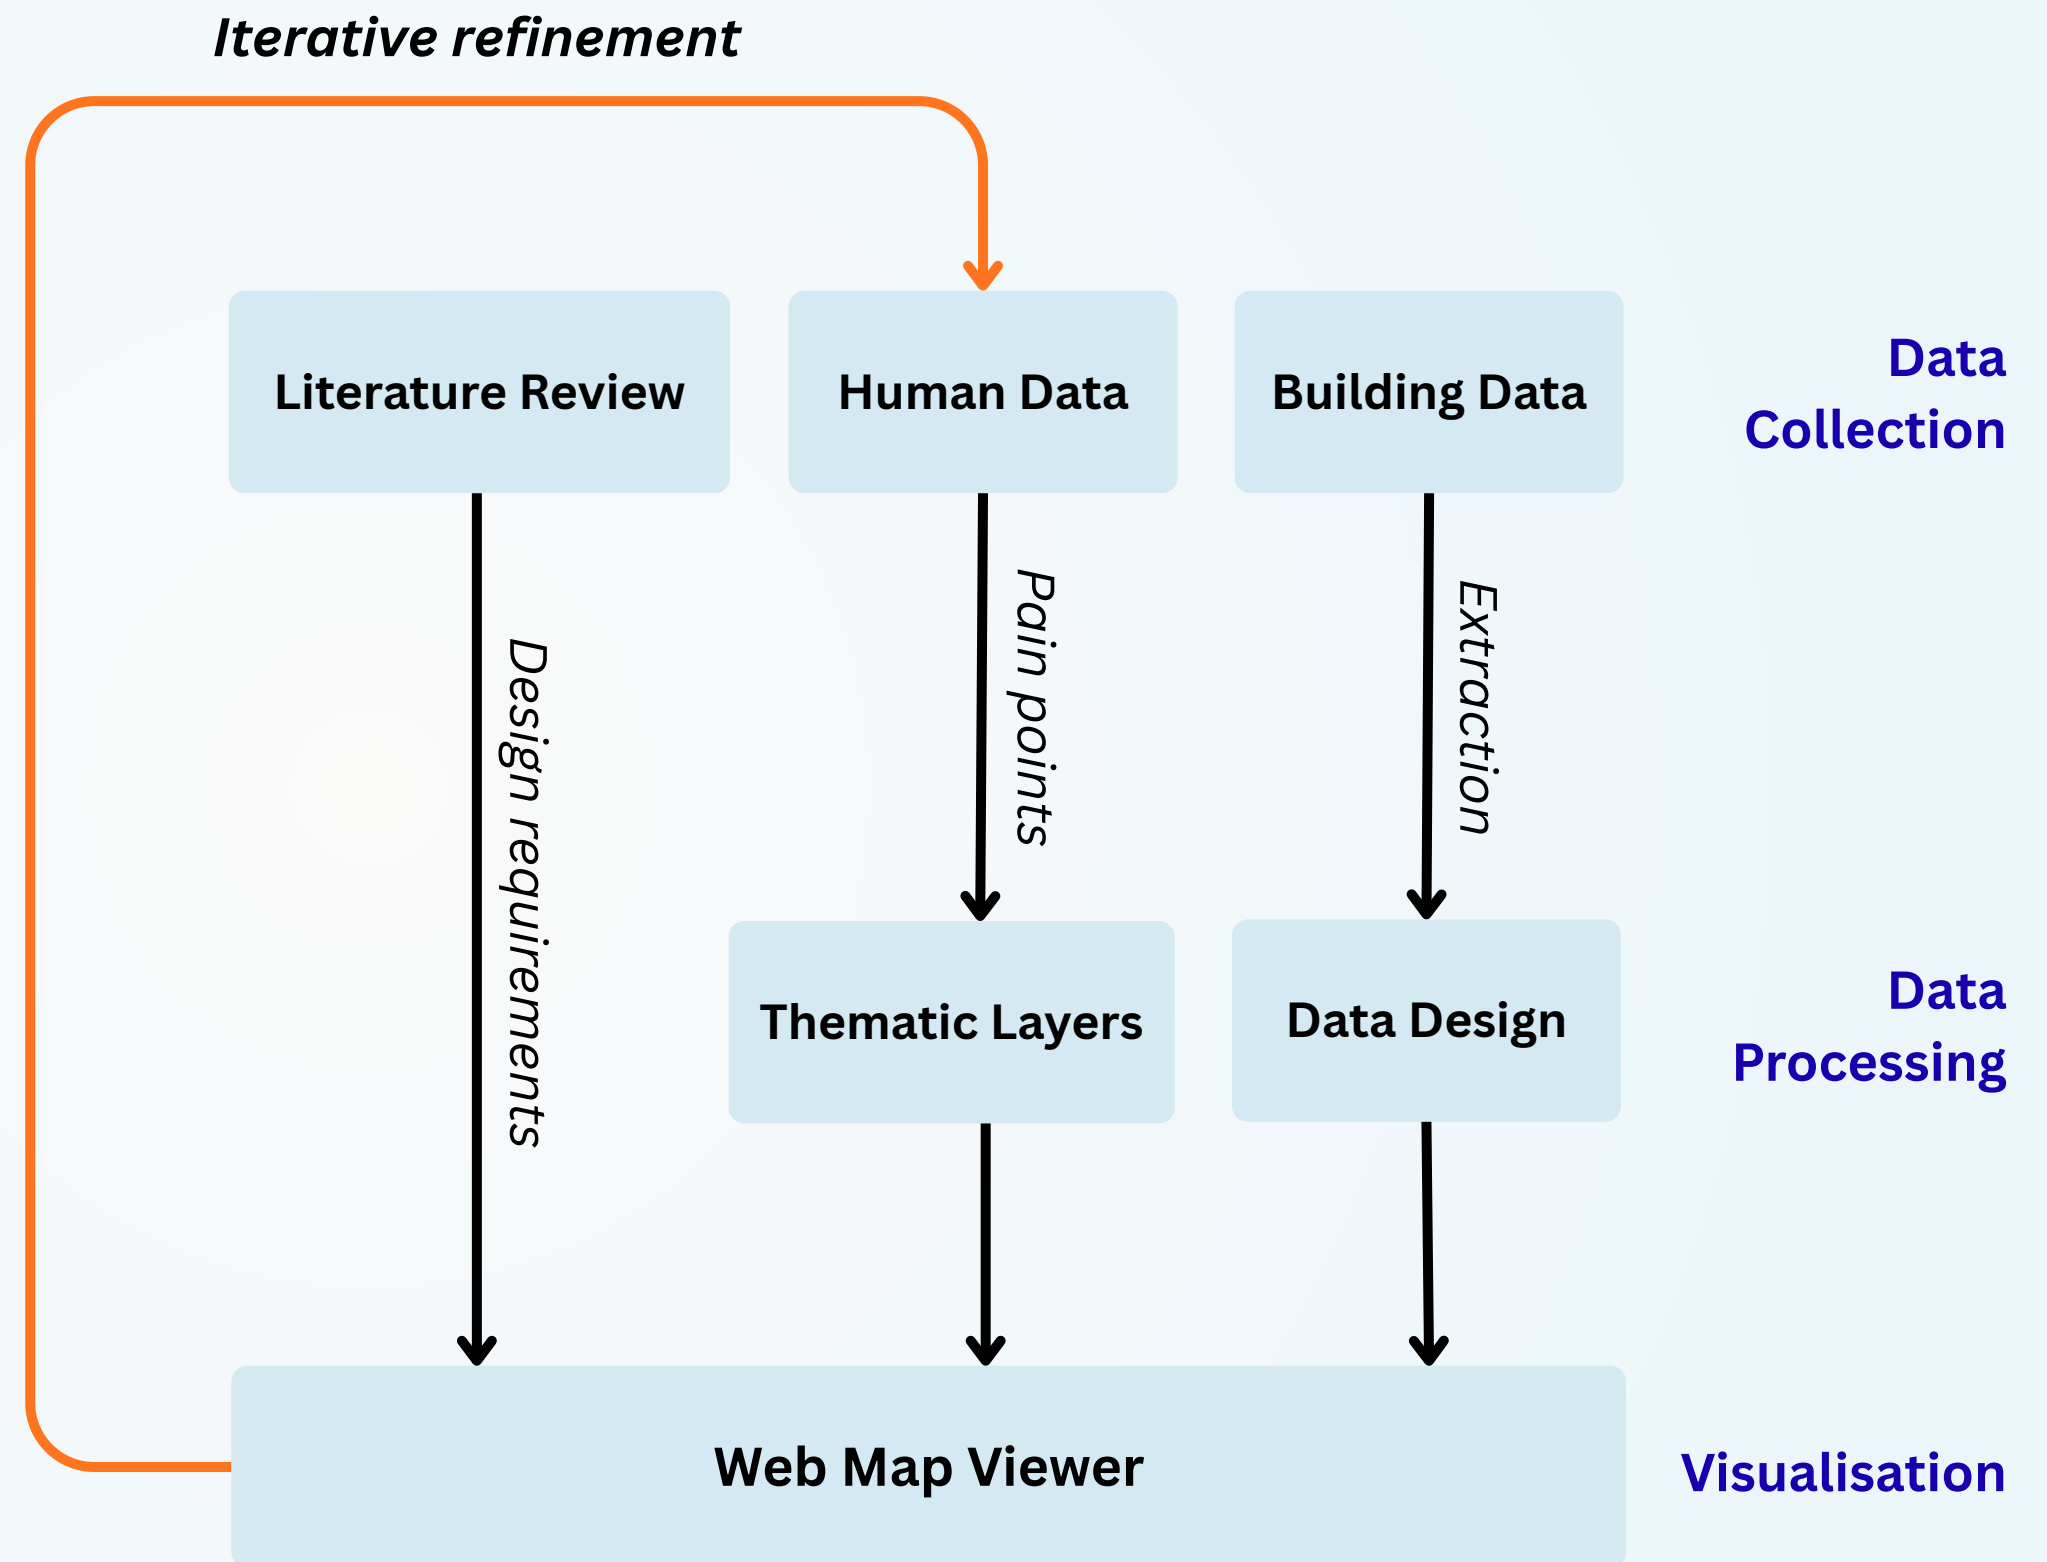 Iterative refinement
Literature Review
Human Data
Building Data
Data
Collection
Design requirements
Pain points
Extraction
Thematic Layers
Data Design
Data
Processing
Web Map Viewer
Visualisation